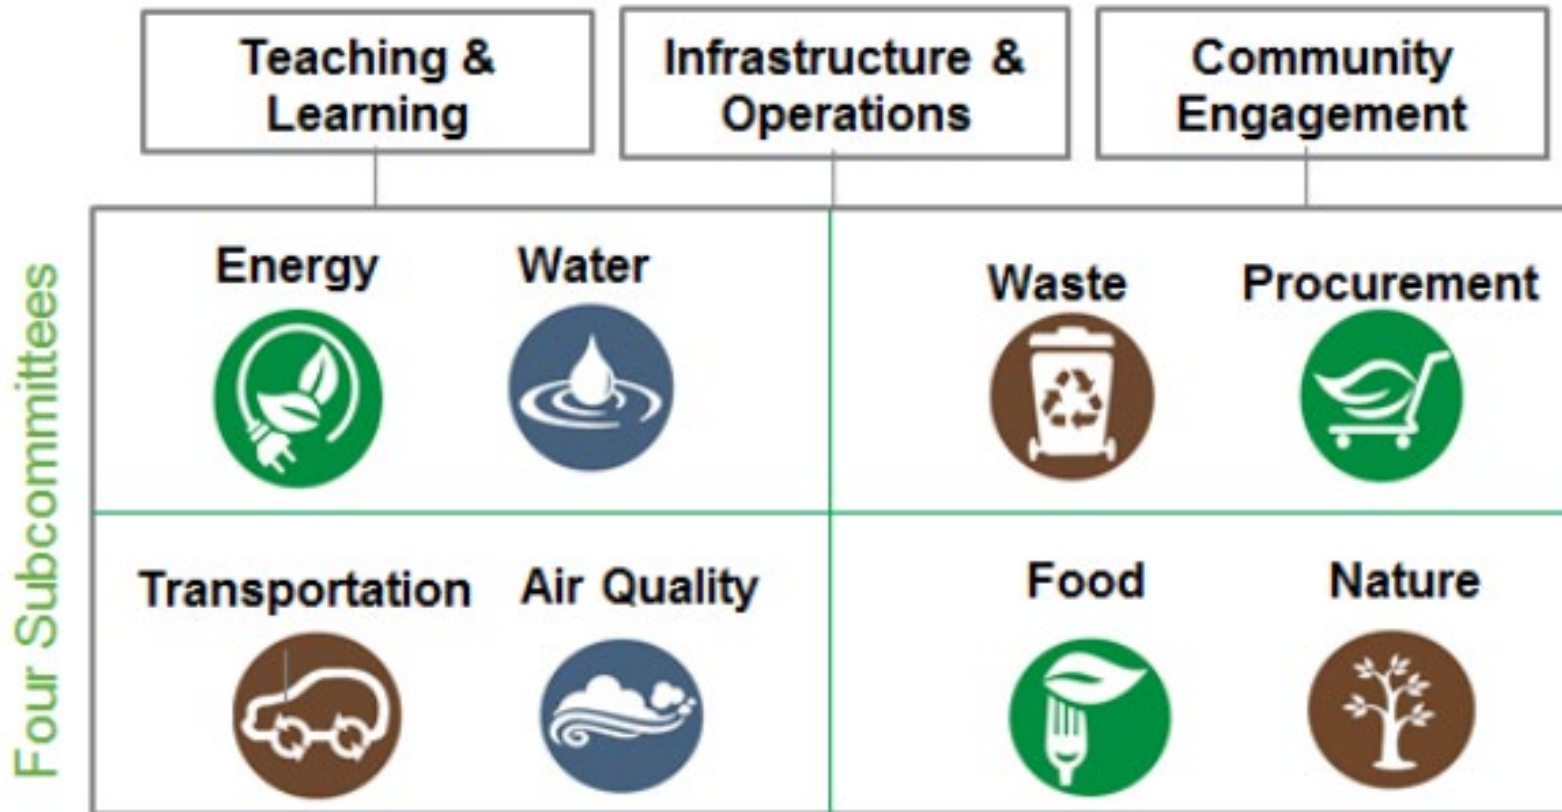 Teaching &
Learning
Infrastructure &
Operations
Community
Engagement
Four Subcommittees
Energy
Water
Waste
Procurement
Transportation
Air Quality
Food
Nature